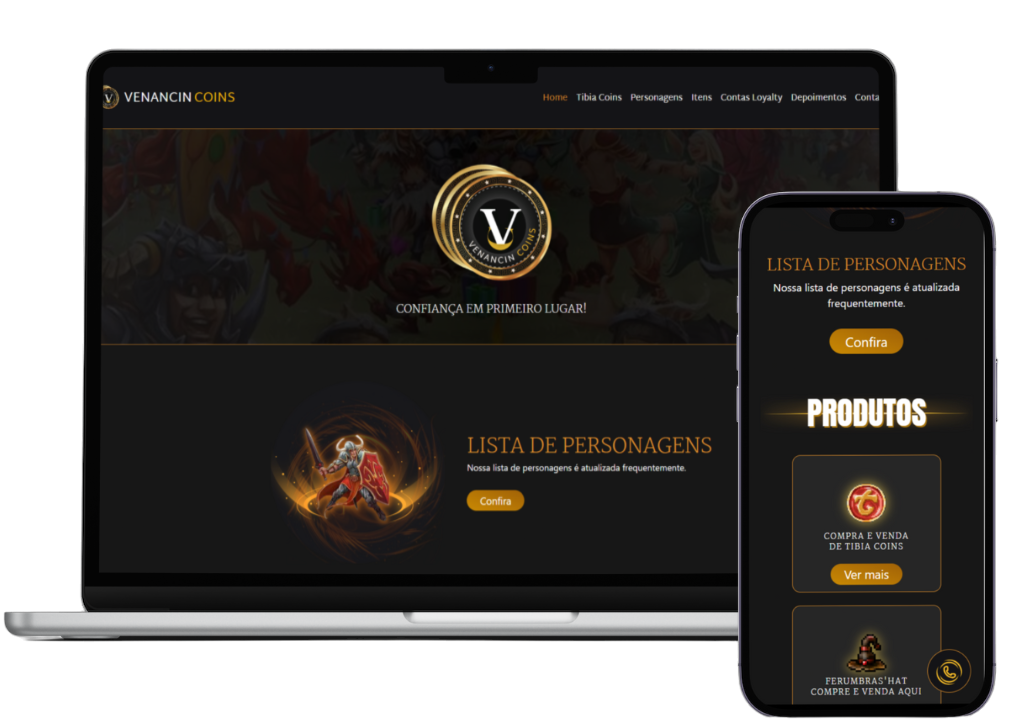 V
VENANCIN COINS
Home Tibia Coins Personagens Itens Contas Loyalty Depoimentos Conta
V
VENANCIN COINS
CONFIANÇA EM PRIMEIRO LUGAR!
LISTA DE PERSONAGENS
Nossa lista de personagens é atualizada frequentemente.
Confira
LISTA DE PERSONAGENS
Nossa lista de personagens é atualizada
frequentemente.
Confira
PRODUTOS
COMPRA E VENDA
DE TIBIA COINS
Ver mais
FERUMBRAS'HAT
COMPRE E VENDA AQUI